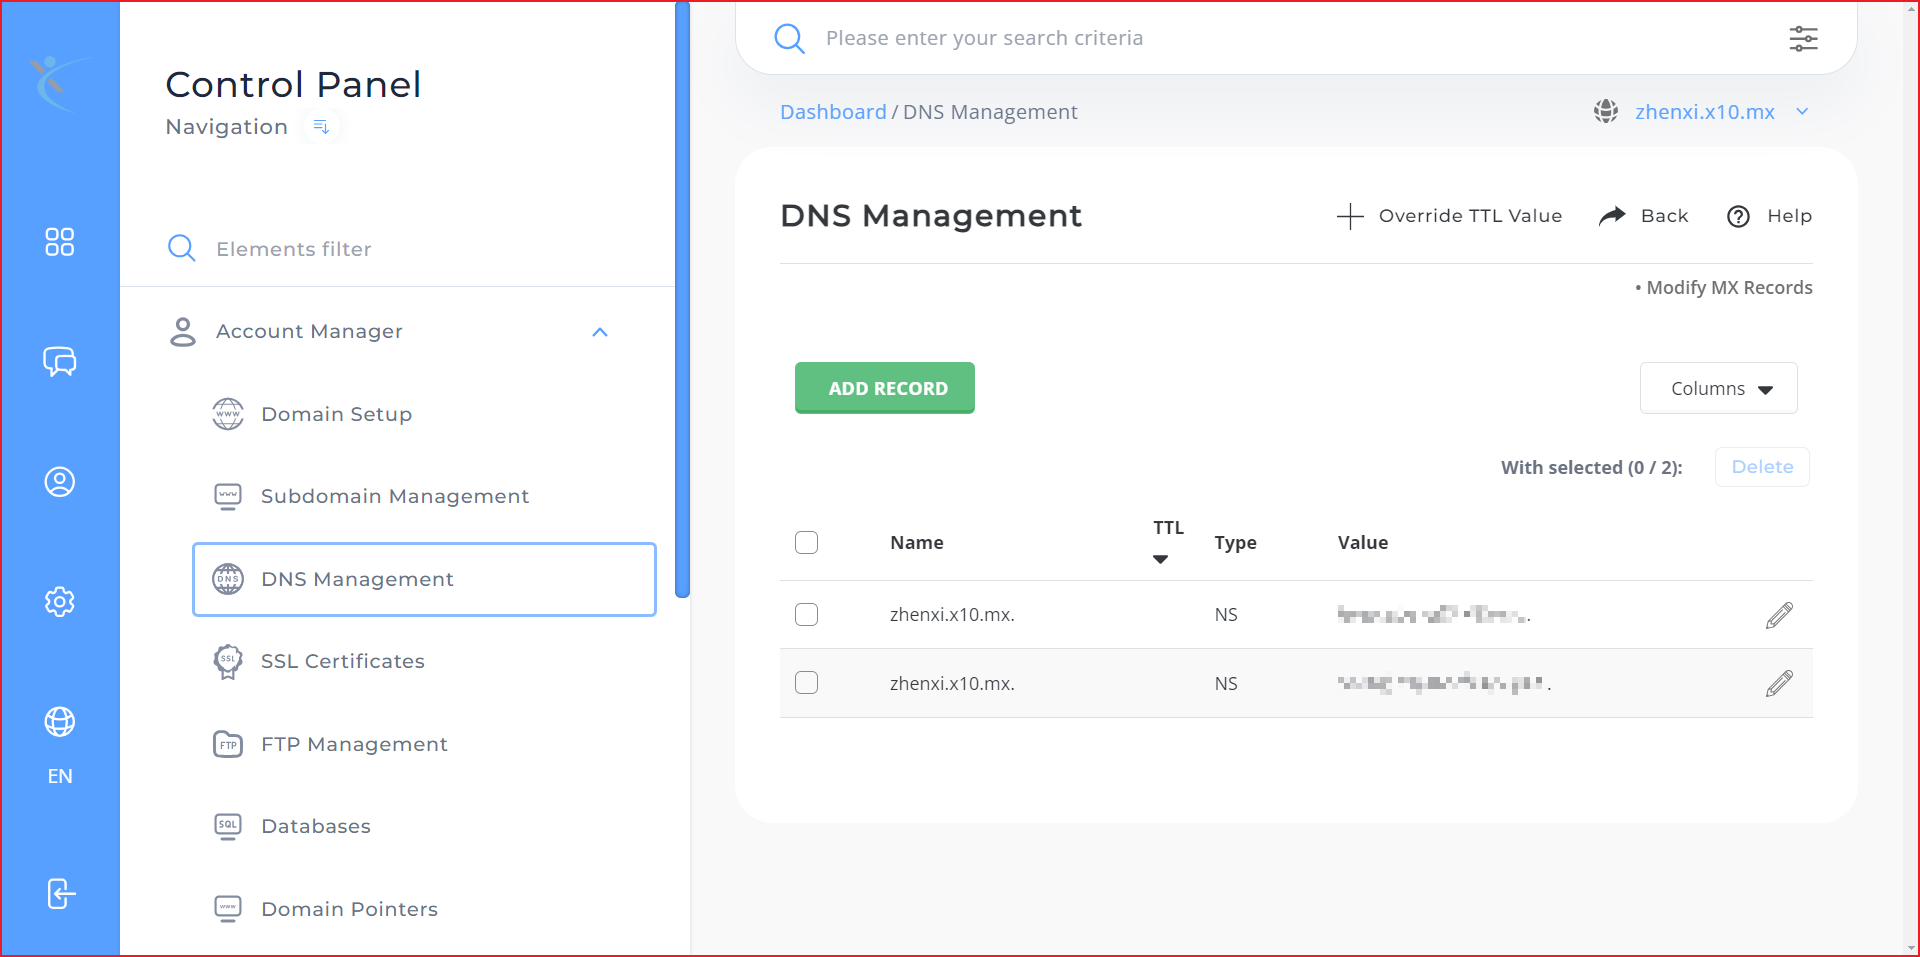 Control Panel
Navigation
Elements filter
Account Manager
Domain Setup
Subdomain Management
DNS Management
SSL Certificates
FTP Management
Databases
Domain Pointers
EN
Please enter your search criteria
Dashboard / DNS Management
zhenxi.x10.mx
DNS Management
Override TTL Value
Back
Help
• Modify MX Records
ADD RECORD
Columns
With selected (0 / 2):
Delete
Name TTL Type Value
zhenxi.x10.mx. NS
zhenxi.x10.mx. NS